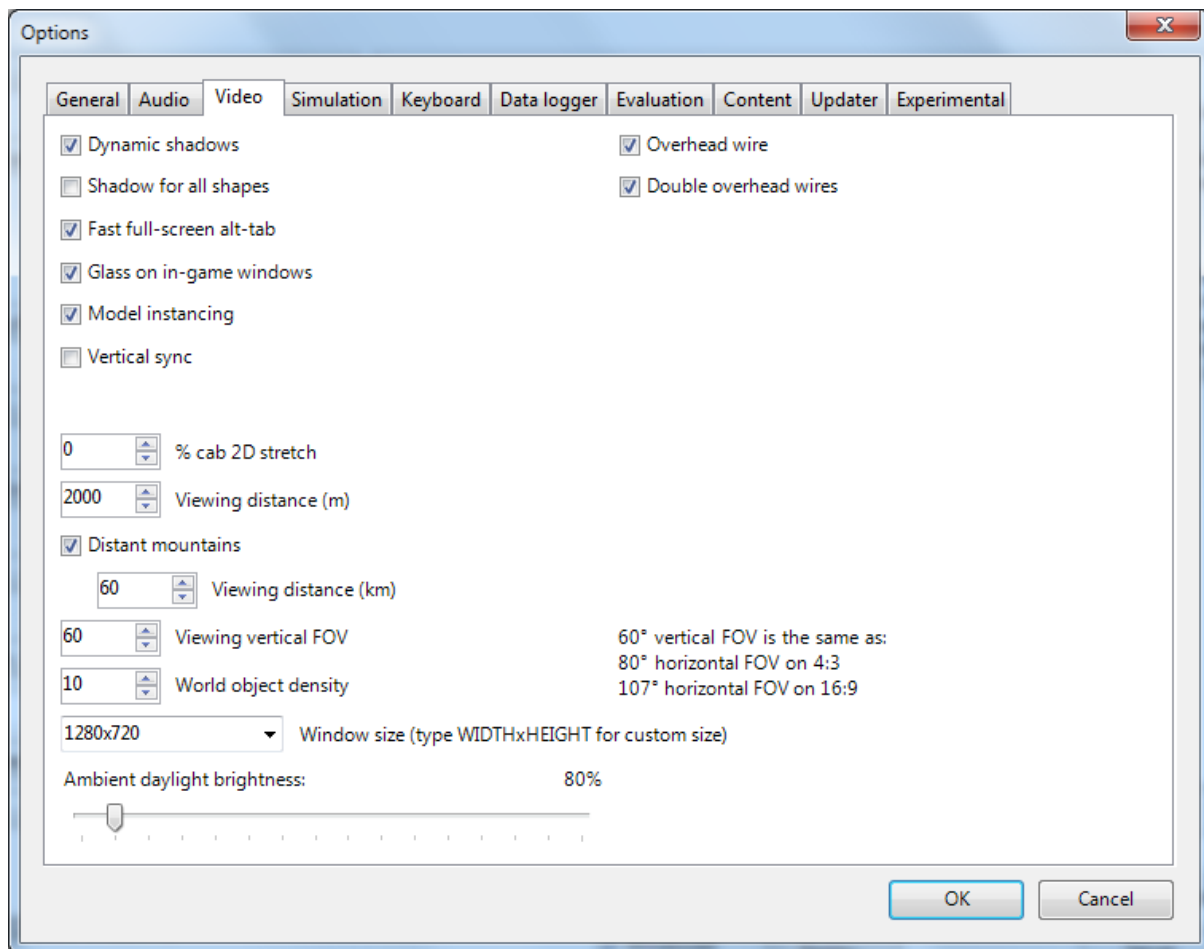 Options
General Audio Video Simulation Keyboard Data logger Evaluation Content Updater Experimental
Dynamic shadows Overhead wire
Shadow for all shapes Double overhead wires
Fast full-screen alt-tab
Glass on in-game windows
Model instancing
Vertical sync
0 % cab 2D stretch
2000 Viewing distance (m)
Distant mountains
60 Viewing distance (km)
60 Viewing vertical FOV 60° vertical FOV is the same as:
80° horizontal FOV on 4:3
10 World object density 107° horizontal FOV on 16:9
1280x720 Window size (type WIDTHxHEIGHT for custom size)
Ambient daylight brightness: 80%
OK Cancel